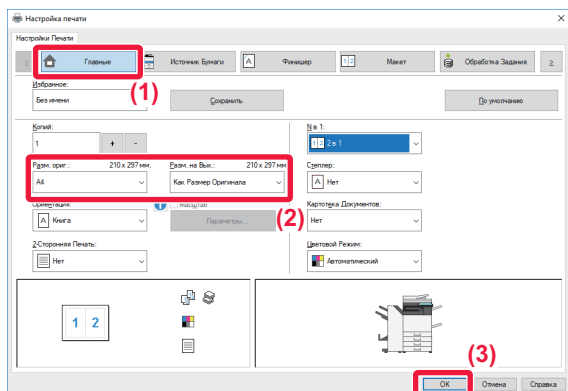 Настройка печати
Настройки Печати
Главные
Источник Бумаги
Финишер
Макет
Обработка Задания
(1)
Избранное:
Без имени
Сохранить
По умолчанию
Копий:
1
+ -
N в 1:
2 в 1
Разм. ориг.: 210 x 297 мм.
Разм. на Вых.: 210 x 297 мм
A4
Как Размер Оригинала
Степлер:
Нет
Ориентация:
Книга
Масштаб
Параметры...
(2)
Картотека Документов:
Нет
2-Сторонняя Печать:
Нет
Цветовой Режим:
Автоматический
1 2
(3)
OK
Отмена
Справка